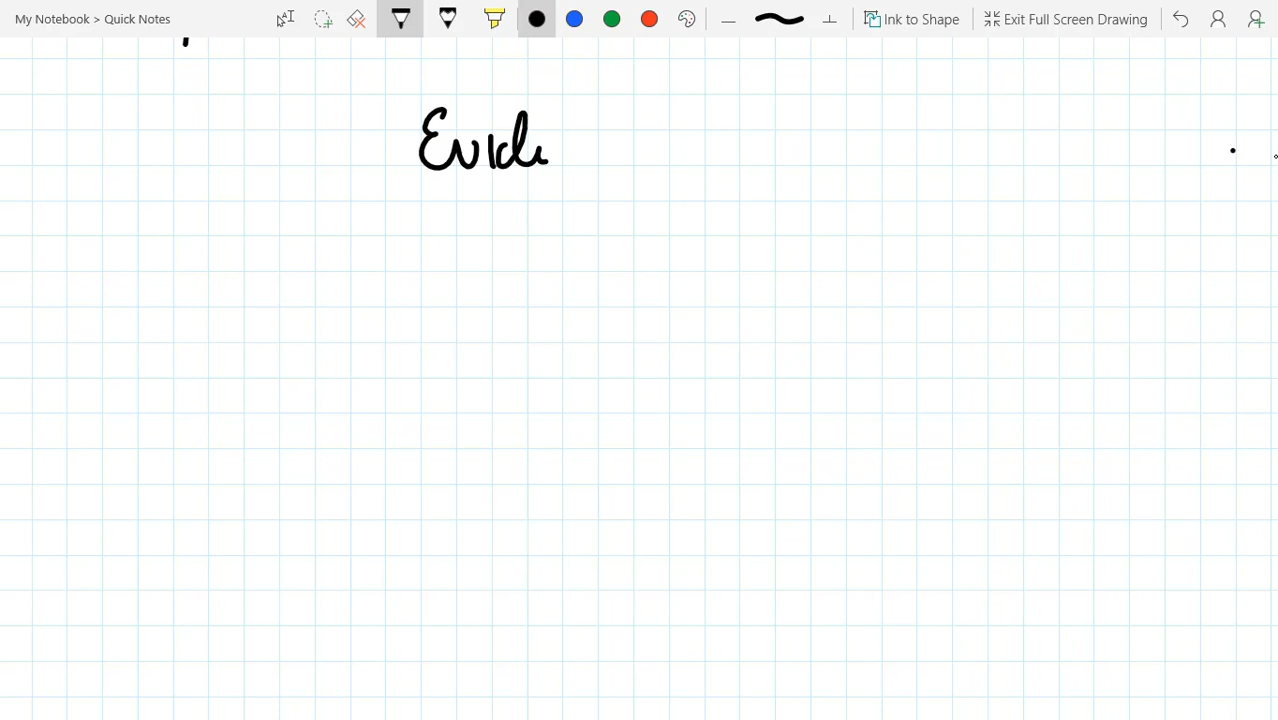 My Notebook > Quick Notes
Ink to Shape
Exit Full Screen Drawing
Evide